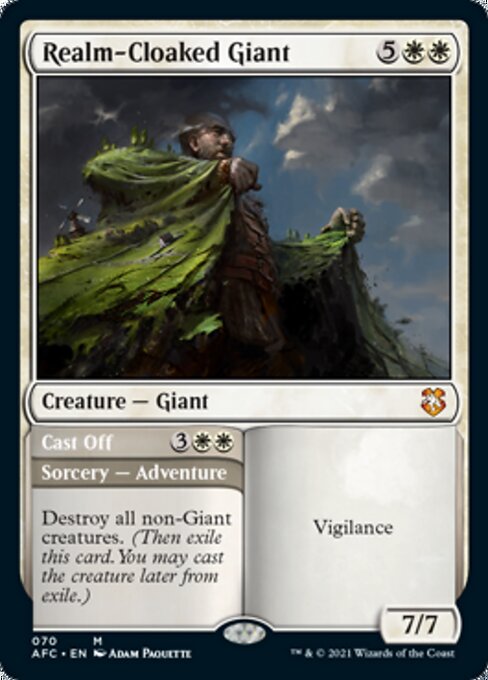 Realm-Cloaked Giant 5
Creature — Giant
Cast Off 3
Sorcery — Adventure
Destroy all non-Giant
creatures. (Then exile
this card. You may cast
the creature later from
exile.)
Vigilance
7/7
070 M
AFC • EN Adam Paquette
™ & © 2021 Wizards of the Coast